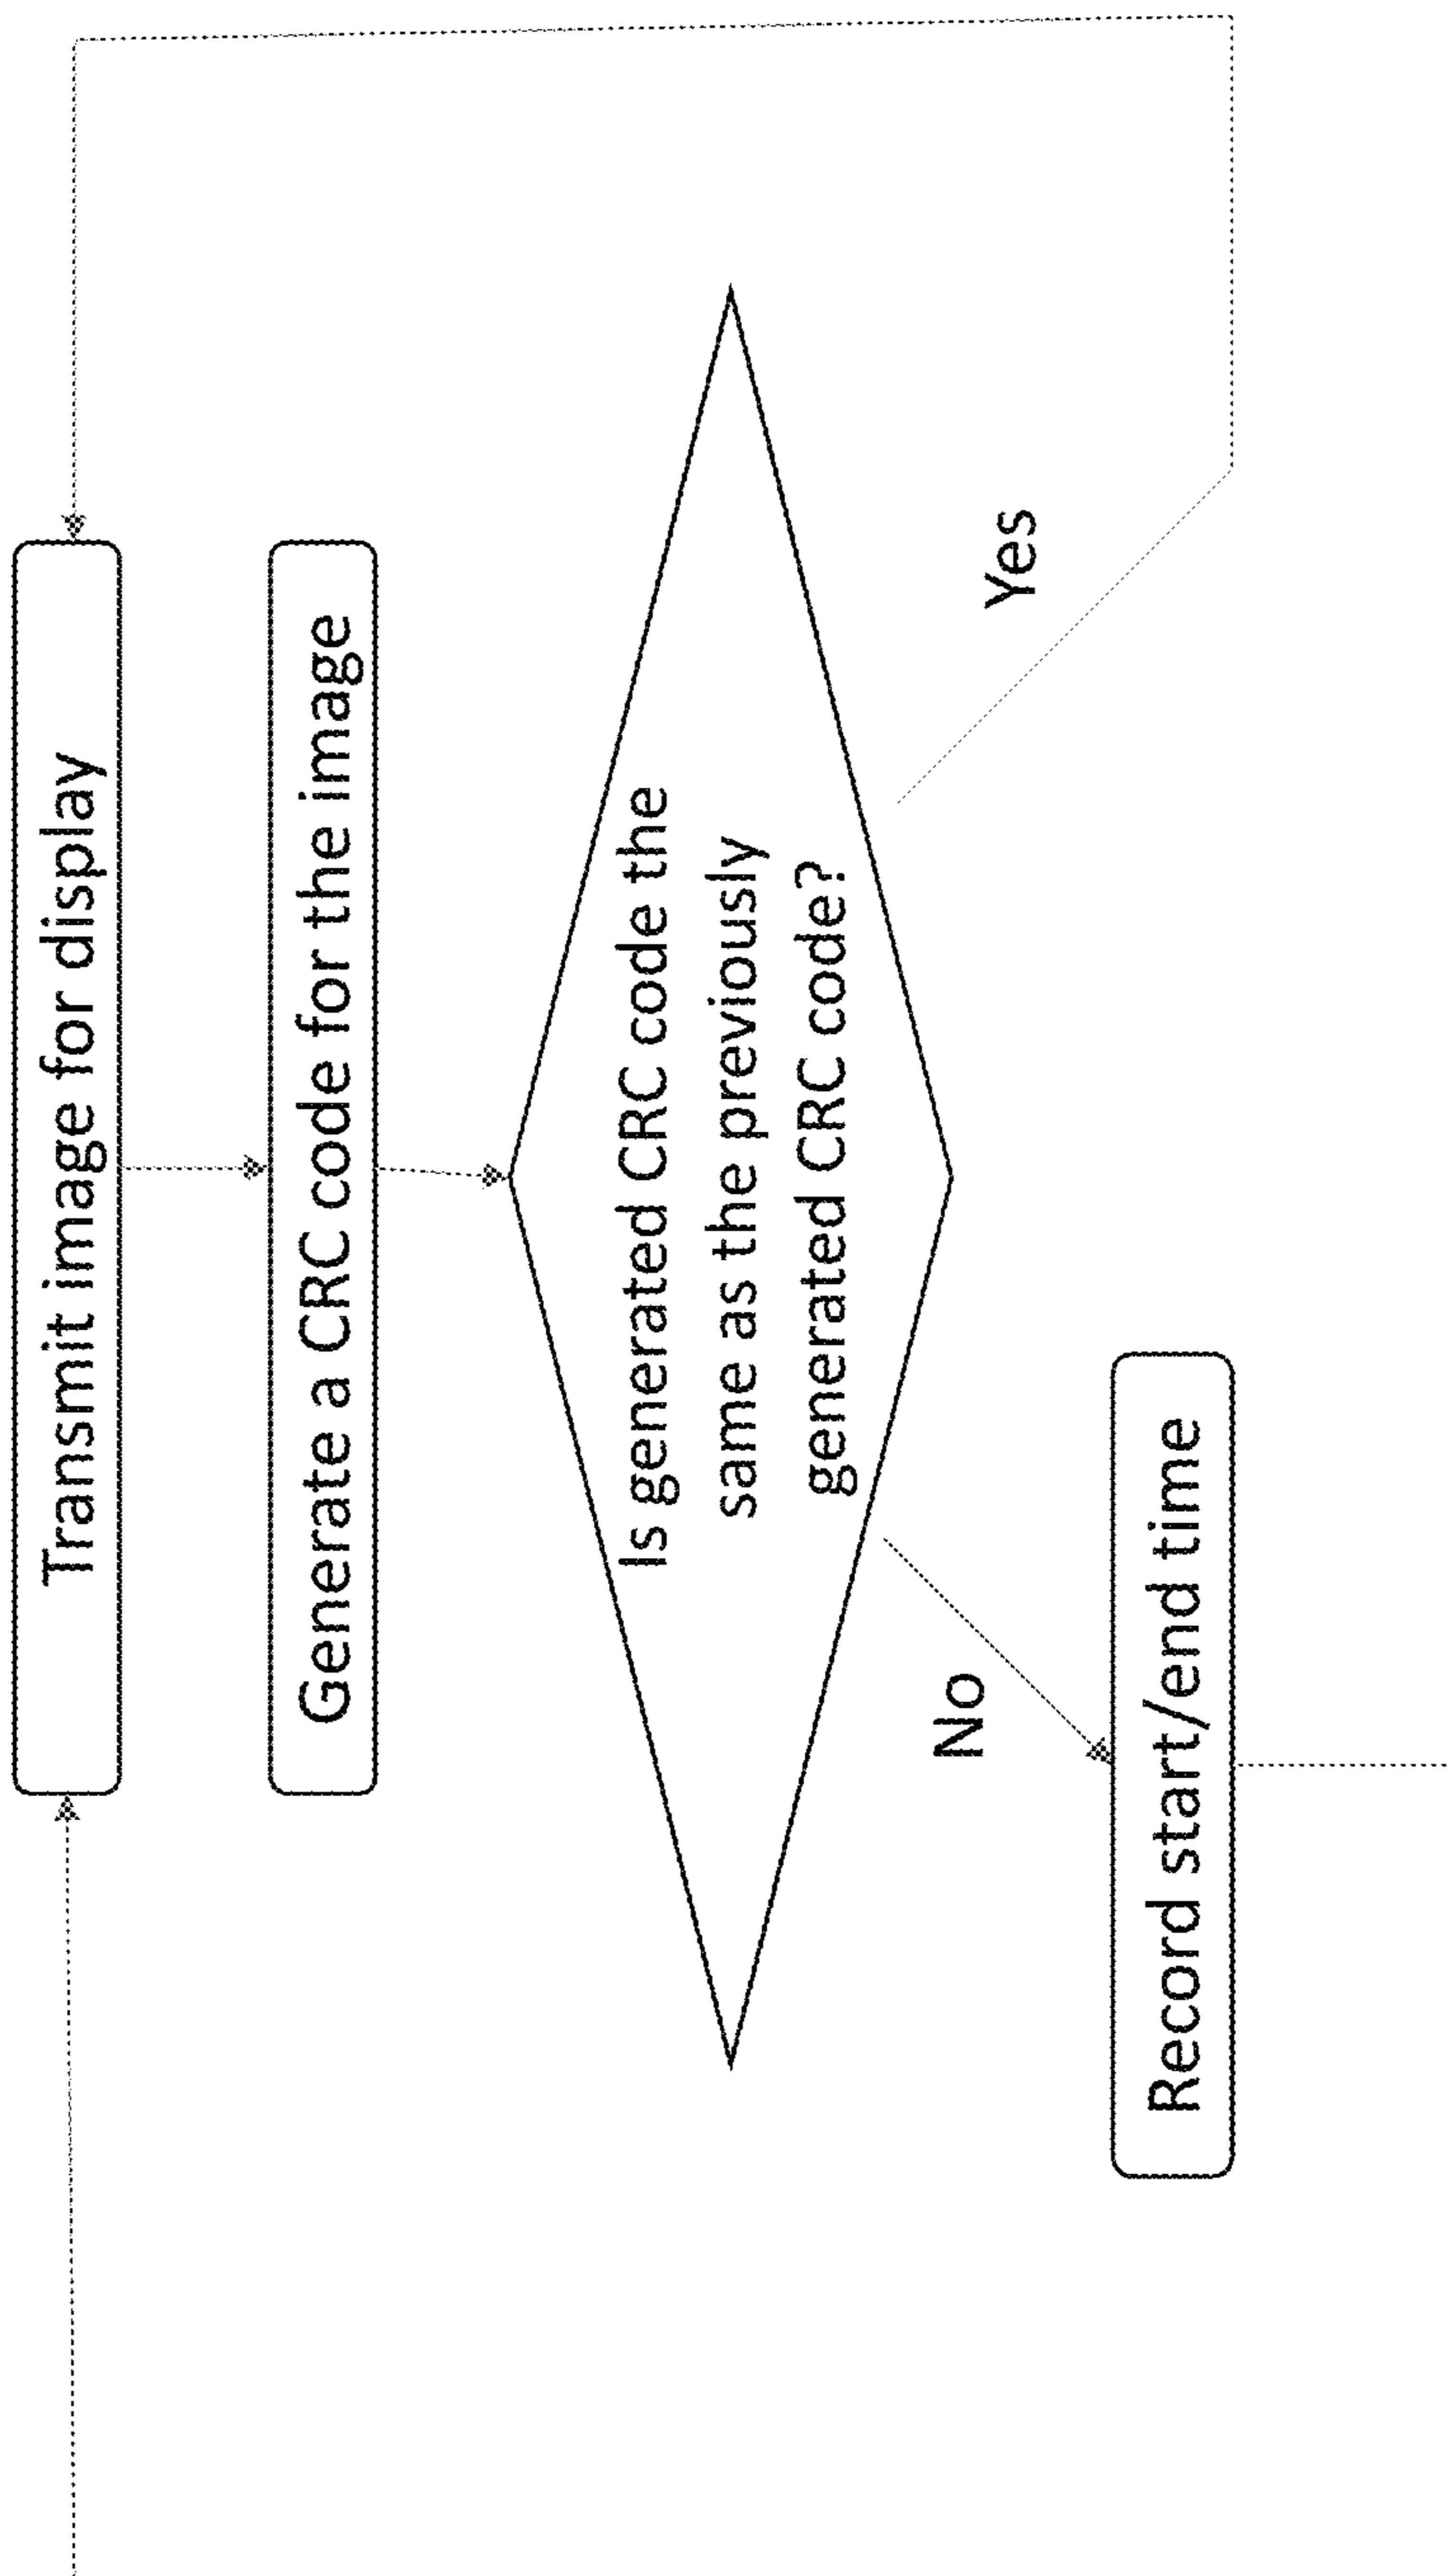 Transmit image for display
Generate a CRC code for the image
Is generated CRC code the
same as the previously
generated CRC code?
No
Yes
Record start/end time